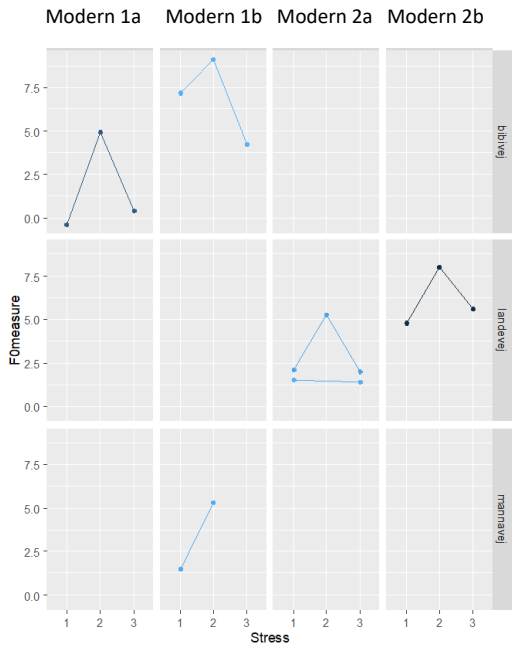 Modern 1a Modern 1b Modern 2a Modern 2b
7.5
5.0
2.5
0.0
bibivej
F0measure
7.5
5.0
2.5
0.0
landevej
7.5
5.0
2.5
0.0
mannavej
1 2 3 1 2 3 1 2 3 1 2 3
Stress